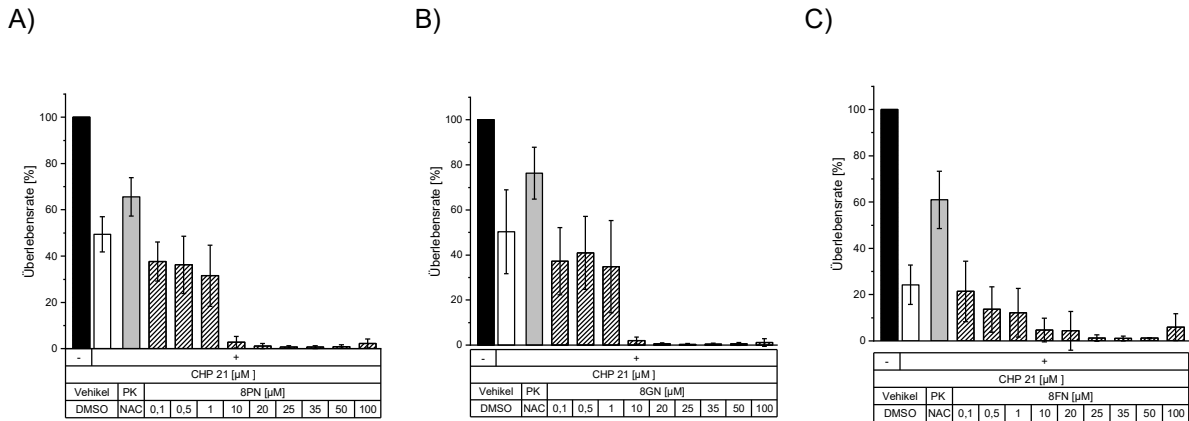 A)
B)
C)
Überlebensrate [%]
100
80
60
40
20
0
- +
CHP 21 [µM ]
Vehikel PK 8PN [µM]
DMSO NAC 0,1 0,5 1 10 20 25 35 50 100
Überlebensrate [%]
100
80
60
40
20
0
- +
CHP 21 [µM ]
Vehikel PK 8GN [µM]
DMSO NAC 0,1 0,5 1 10 20 25 35 50 100
Überlebensrate [%]
100
80
60
40
20
0
- +
CHP 21 [µM ]
Vehikel PK 8FN [µM]
DMSO NAC 0,1 0,5 1 10 20 25 35 50 100